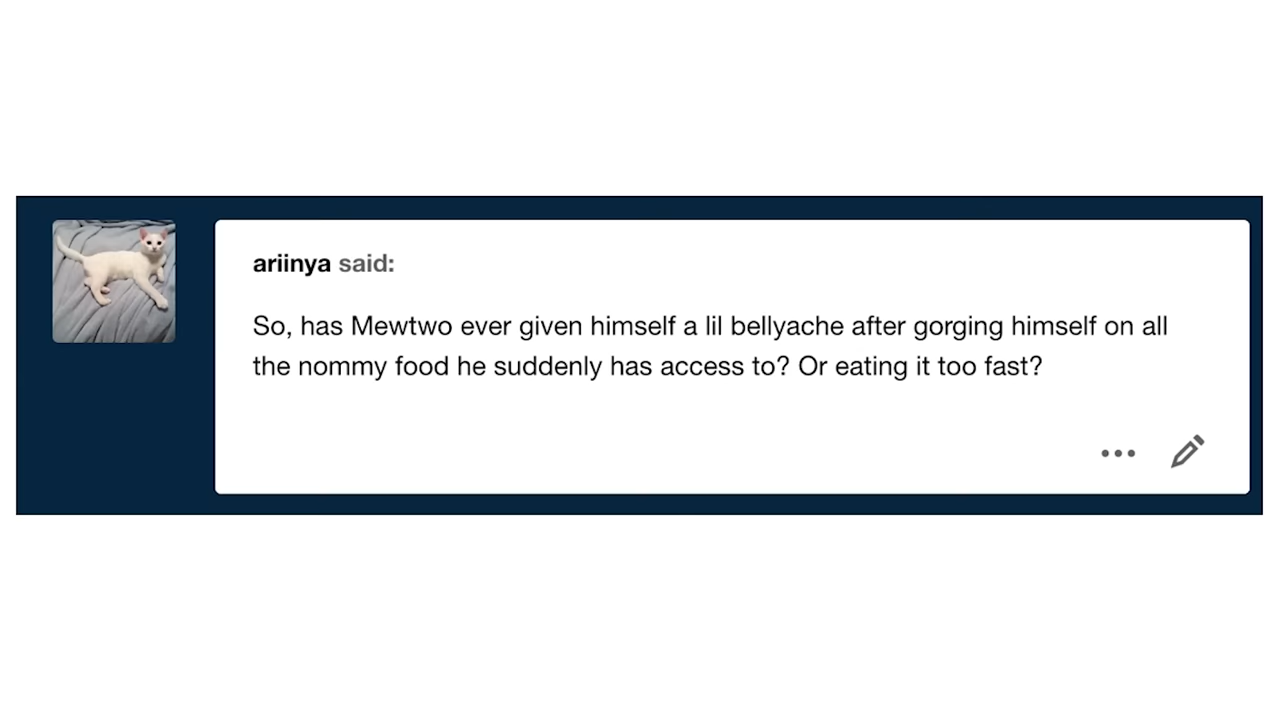 ariinya said:
So, has Mewtwo ever given himself a lil bellyache after gorging himself on all
the nommy food he suddenly has access to? Or eating it too fast?